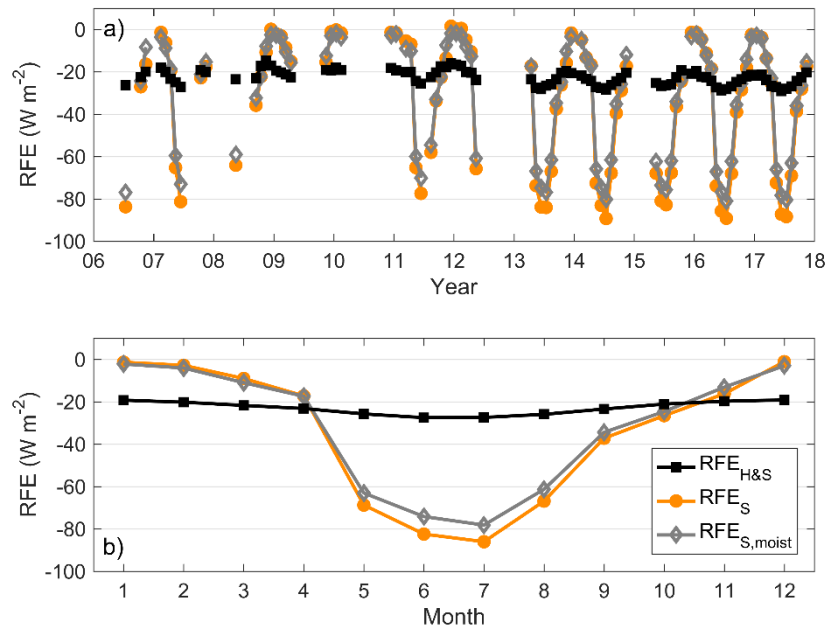 a)
RFE (W m⁻²)
0
-20
-40
-60
-80
-100
06 07 08 09 10 11 12 13 14 15 16 17 18
Year
RFE (W m⁻²)
0
-20
-40
-60
-80
-100
b)
RFE_H&S
RFE_S
RFE_S,moist
1 2 3 4 5 6 7 8 9 10 11 12
Month